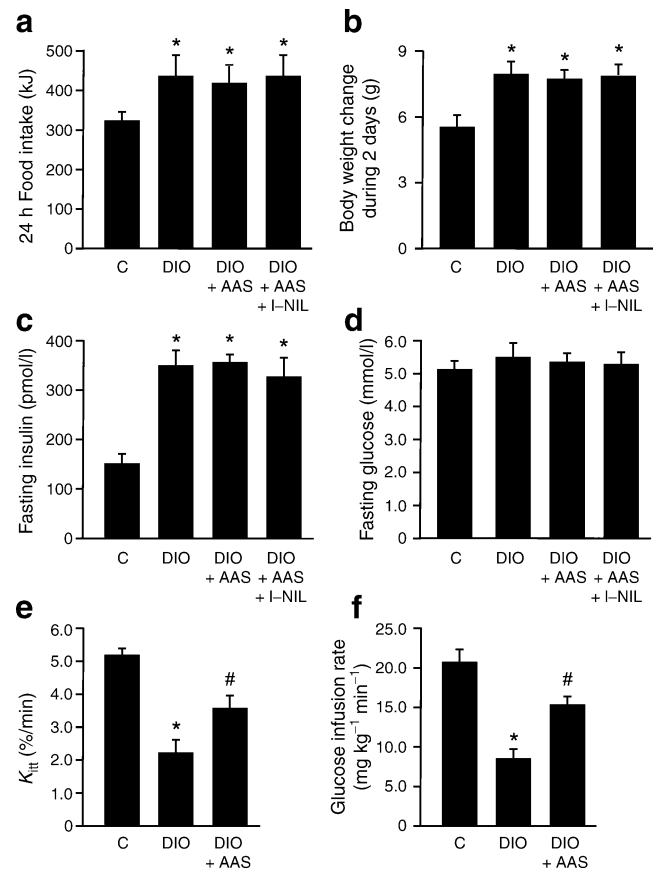 a
24 h Food intake (kJ)
500
400
300
200
100
0
* * *
C DIO DIO DIO
+ AAS + AAS
+ I–NIL
b
Body weight change
during 2 days (g)
9
6
3
0
* * *
C DIO DIO DIO
+ AAS + AAS
+ I–NIL
c
Fasting insulin (pmol/l)
400
300
200
100
0
* * *
C DIO DIO DIO
+ AAS + AAS
+ I–NIL
d
Fasting glucose (mmol/l)
6.0
5.0
4.0
3.0
2.0
1.0
0
C DIO DIO DIO
+ AAS + AAS
+ I–NIL
e
Kitt (%/min)
6.0
5.0
4.0
3.0
2.0
1.0
0
* #
C DIO DIO
+ AAS
f
Glucose infusion rate
(mg kg⁻¹ min⁻¹)
25.0
20.0
15.0
10.0
5.0
0
* #
C DIO DIO
+ AAS